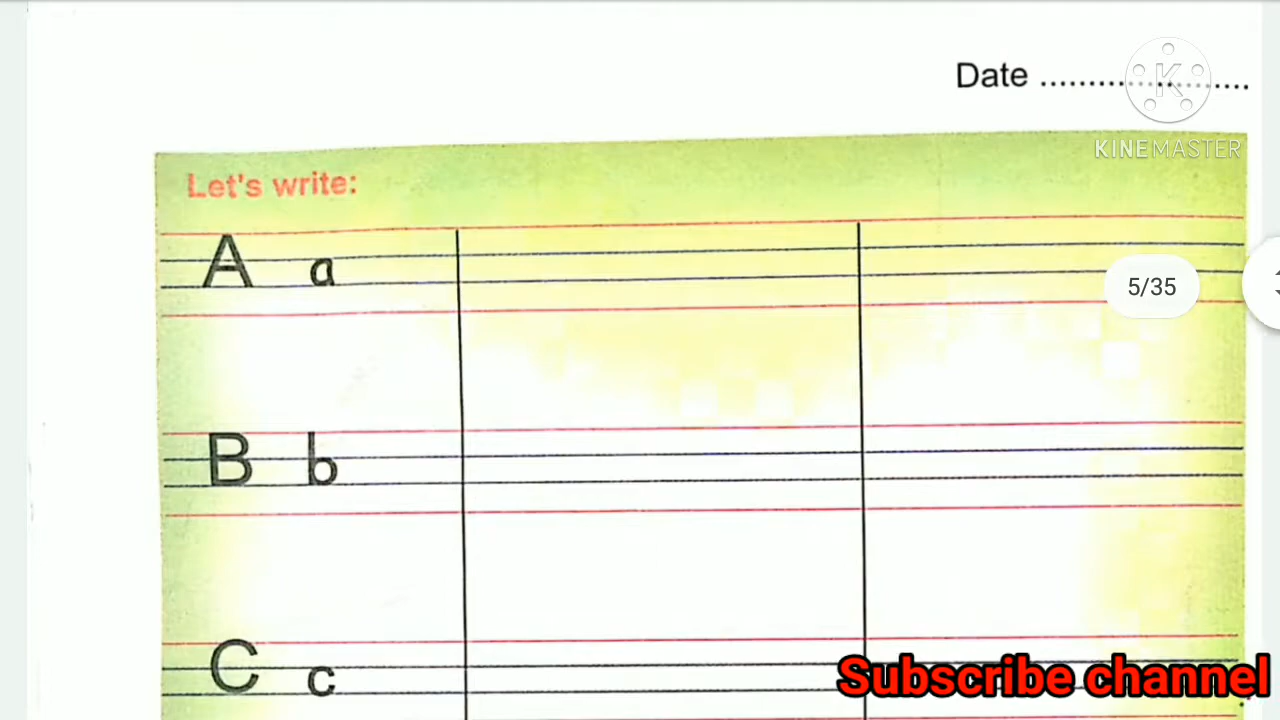 Date ......................
KINEMASTER
Let's write:
A a
5/35
B b
C c
Subscribe channel